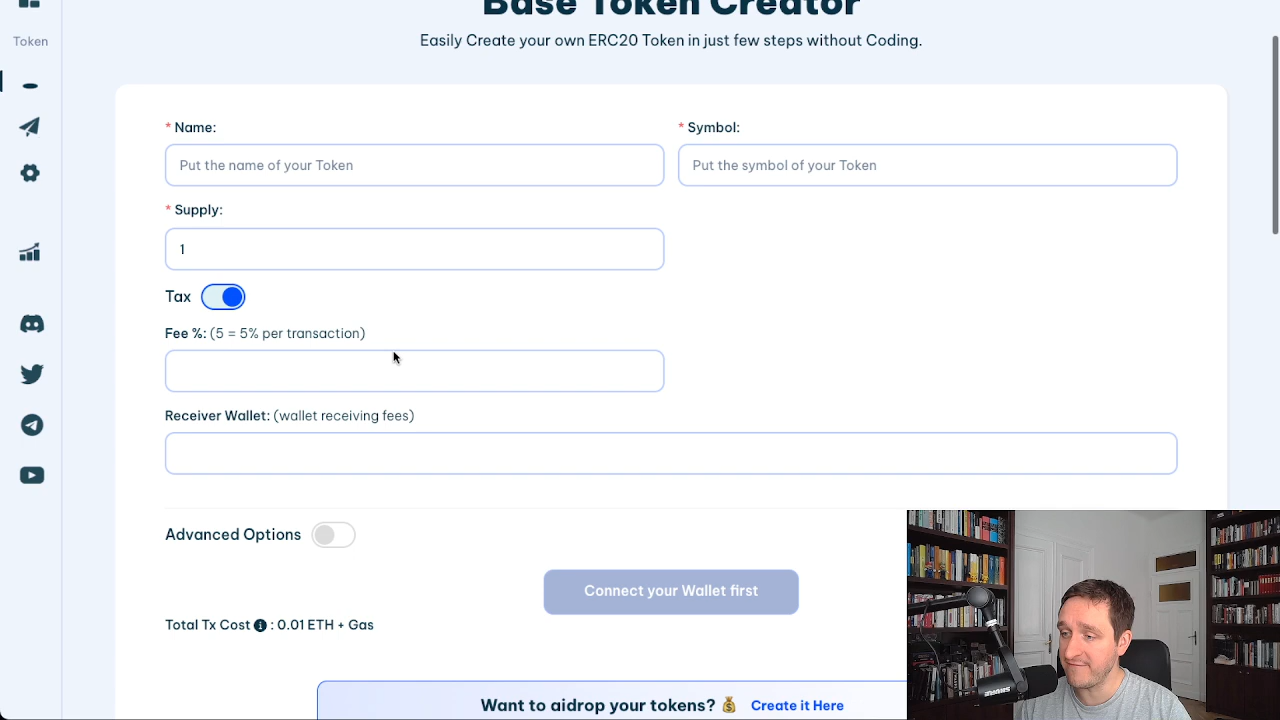 Base Token Creator
Token
Easily Create your own ERC20 Token in just few steps without Coding.
* Name:
* Symbol:
Put the name of your Token
Put the symbol of your Token
* Supply:
1
Tax
Fee %: (5 = 5% per transaction)
Receiver Wallet: (wallet receiving fees)
Advanced Options
Connect your Wallet first
Total Tx Cost : 0.01 ETH + Gas
Want to aidrop your tokens? 💰 Create it Here